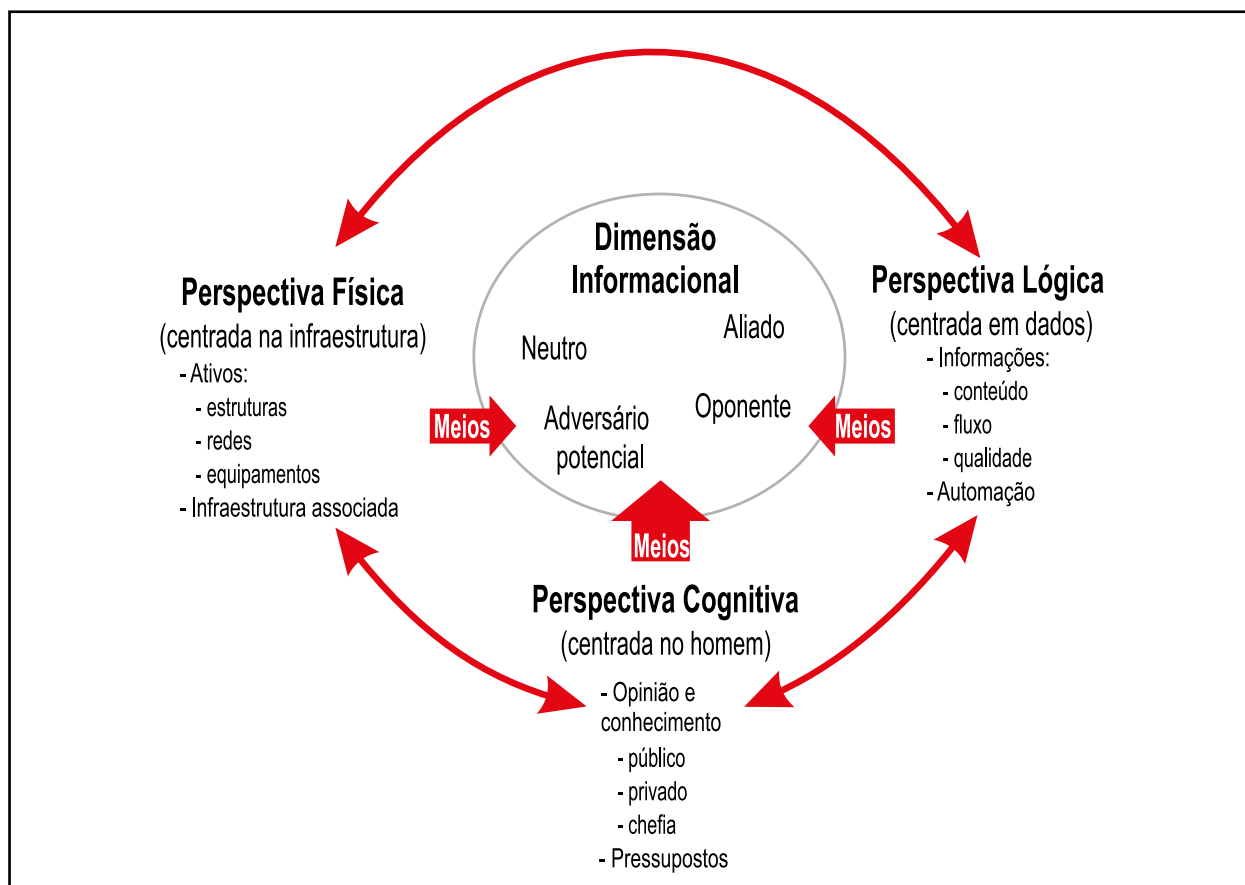 Dimensão
Informacional
Neutro
Aliado
Adversário
potencial
Oponente
Perspectiva Física
(centrada na infraestrutura)
- Ativos:
- estruturas
- redes
- equipamentos
- Infraestrutura associada
Meios
Perspectiva Lógica
(centrada em dados)
- Informações:
- conteúdo
- fluxo
- qualidade
- Automação
Meios
Meios
Perspectiva Cognitiva
(centrada no homem)
- Opinião e
conhecimento
- público
- privado
- chefia
- Pressupostos